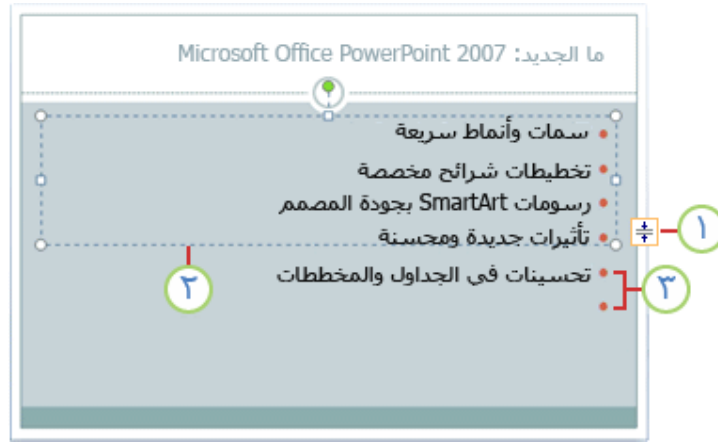 ما الجديد: Microsoft Office PowerPoint 2007
سمات وأنماط سريعة
تخطيطات شرائح مخصصة
رسومات SmartArt بجودة المصمم
تأثيرات جديدة ومحسنة
١
٢
تحسينات في الجداول والمخططات
٣